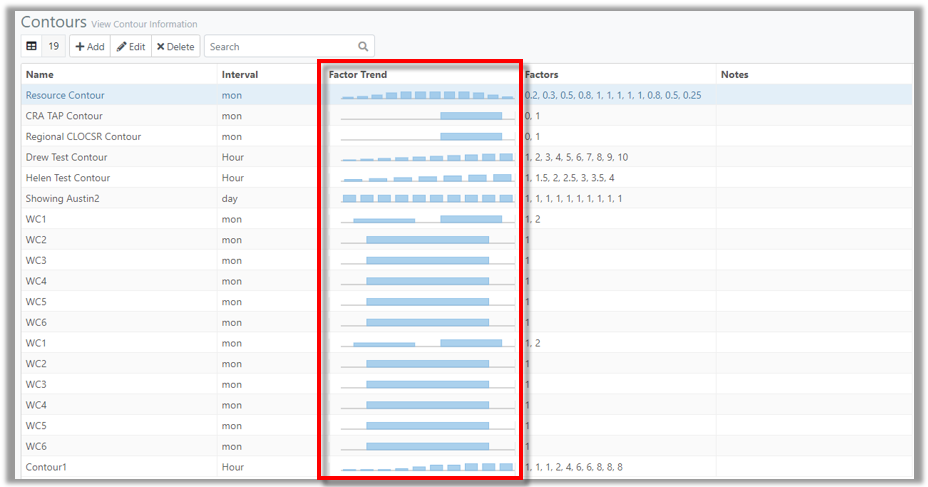 Contours View Contour Information
19 Add Edit Delete Search
Name Interval Factor Trend Factors Notes
Resource Contour mon 0.2, 0.3, 0.5, 0.8, 1, 1, 1, 1, 1, 0.8, 0.5, 0.25
CRA TAP Contour mon 0, 1
Regional CLOCSR Contour mon 0, 1
Drew Test Contour Hour 1, 2, 3, 4, 5, 6, 7, 8, 9, 10
Helen Test Contour Hour 1, 1.5, 2, 2.5, 3, 3.5, 4
Showing Austin2 day 1, 1, 1, 1, 1, 1, 1, 1, 1, 1
WC1 mon 1, 2
WC2 mon 1
WC3 mon 1
WC4 mon 1
WC5 mon 1
WC6 mon 1
WC1 mon 1, 2
WC2 mon 1
WC3 mon 1
WC4 mon 1
WC5 mon 1
WC6 mon 1
Contour1 Hour 1, 1, 1, 2, 4, 6, 6, 8, 8, 8